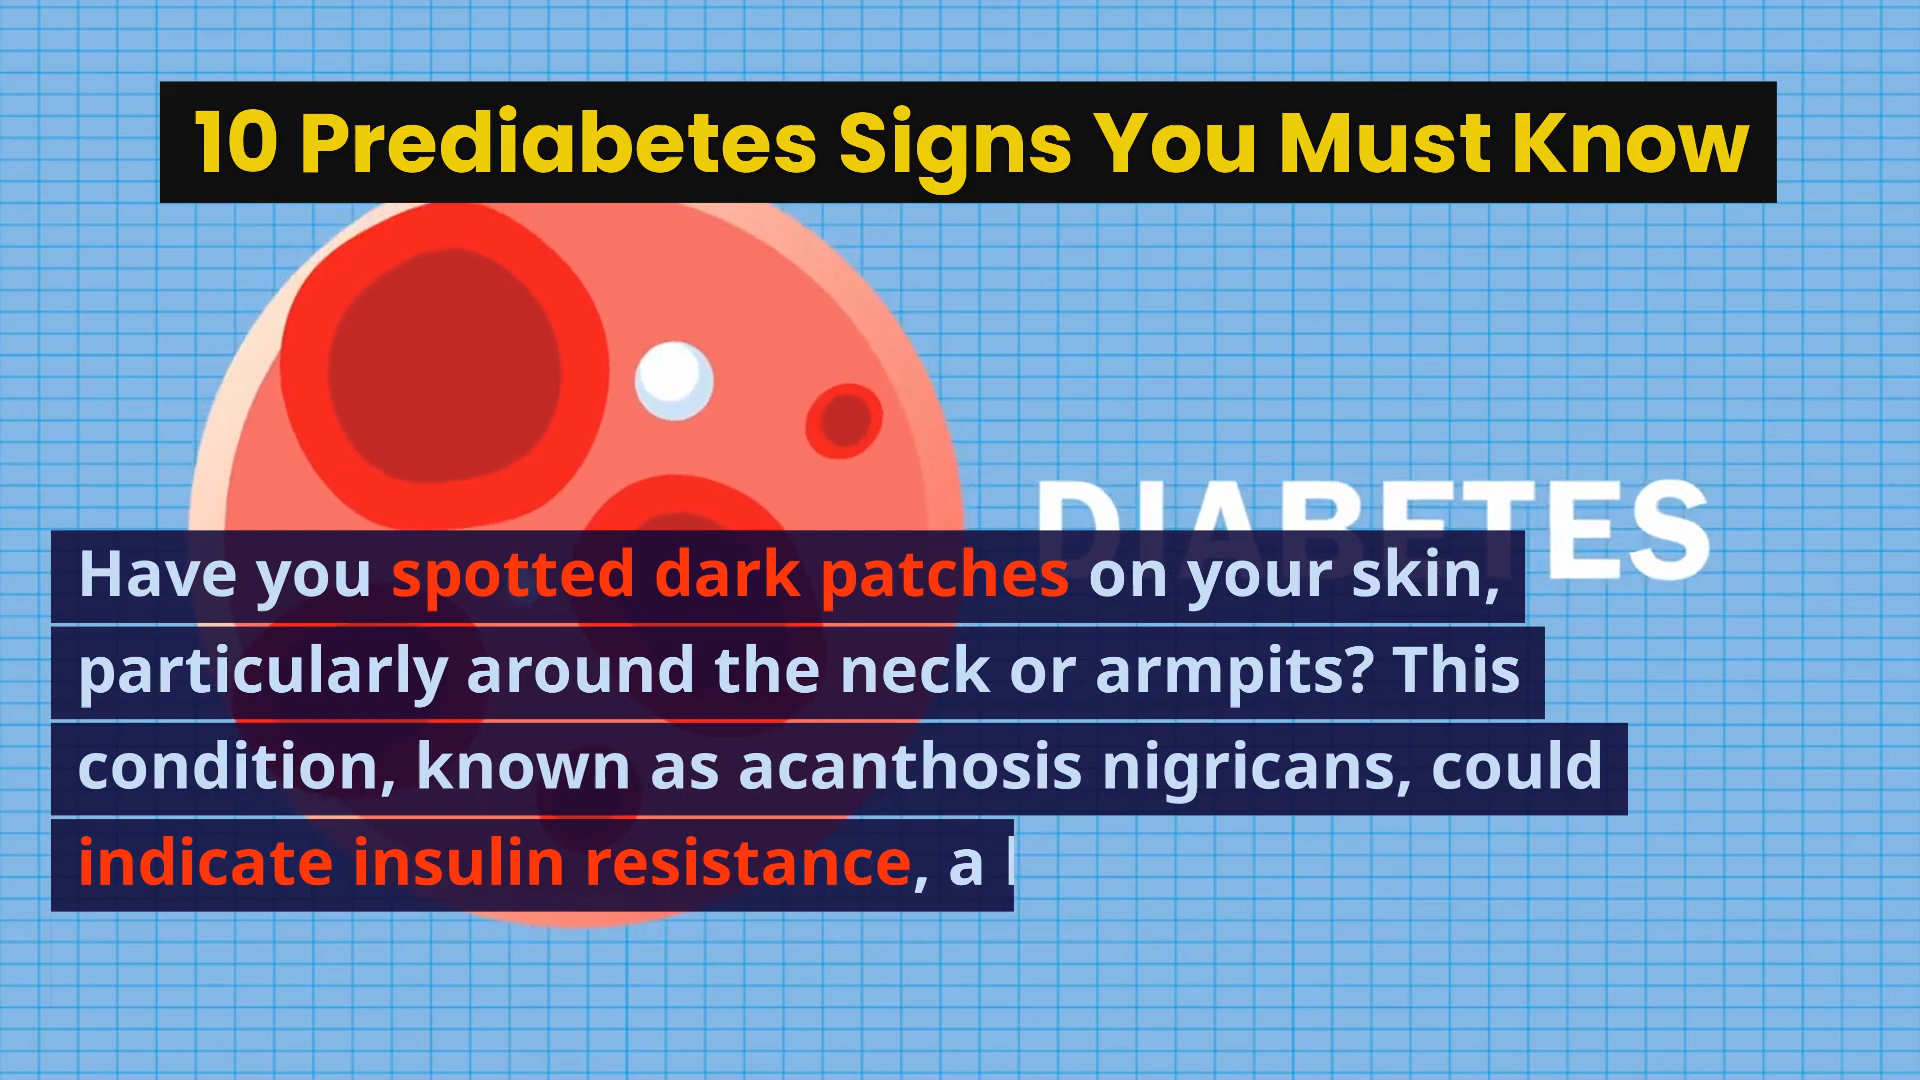 10 Prediabetes Signs You Must Know
DIABETES
Have you spotted dark patches on your skin,
particularly around the neck or armpits? This
condition, known as acanthosis nigricans, could
indicate insulin resistance, a